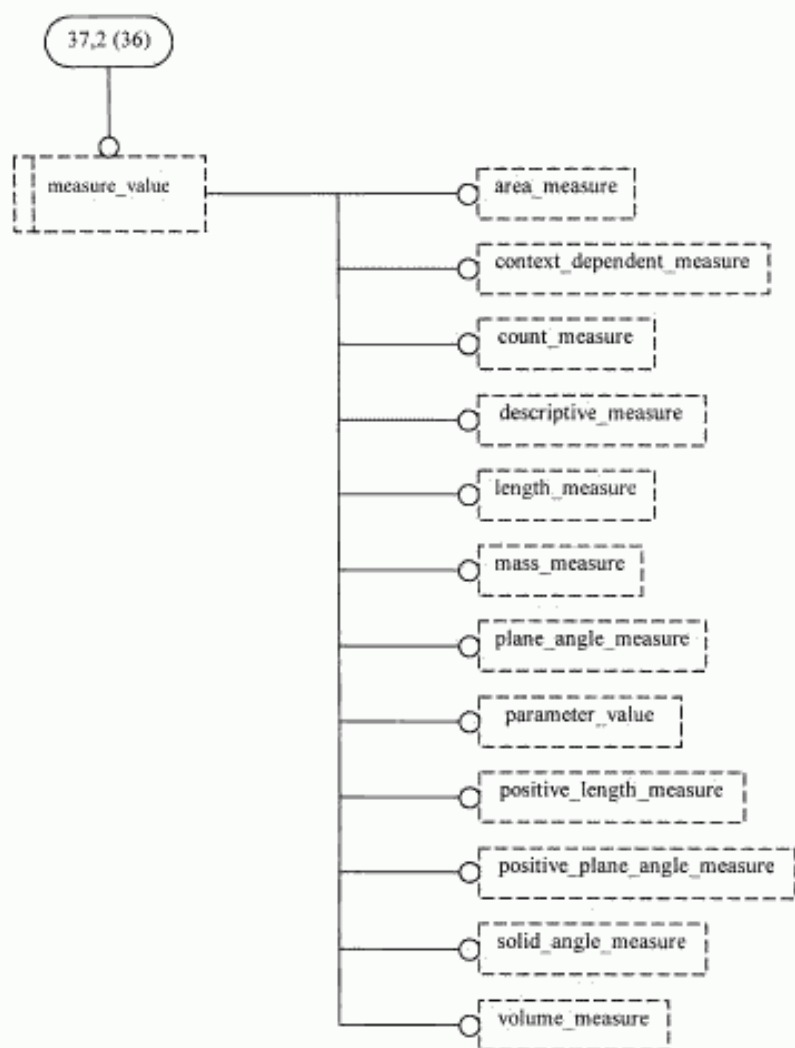 37,2 (36)
measure_value
area_measure
context_dependent_measure
count_measure
descriptive_measure
length_measure
mass_measure
plane_angle_measure
parameter_value
positive_length_measure
positive_plane_angle_measure
solid_angle_measure
volume_measure